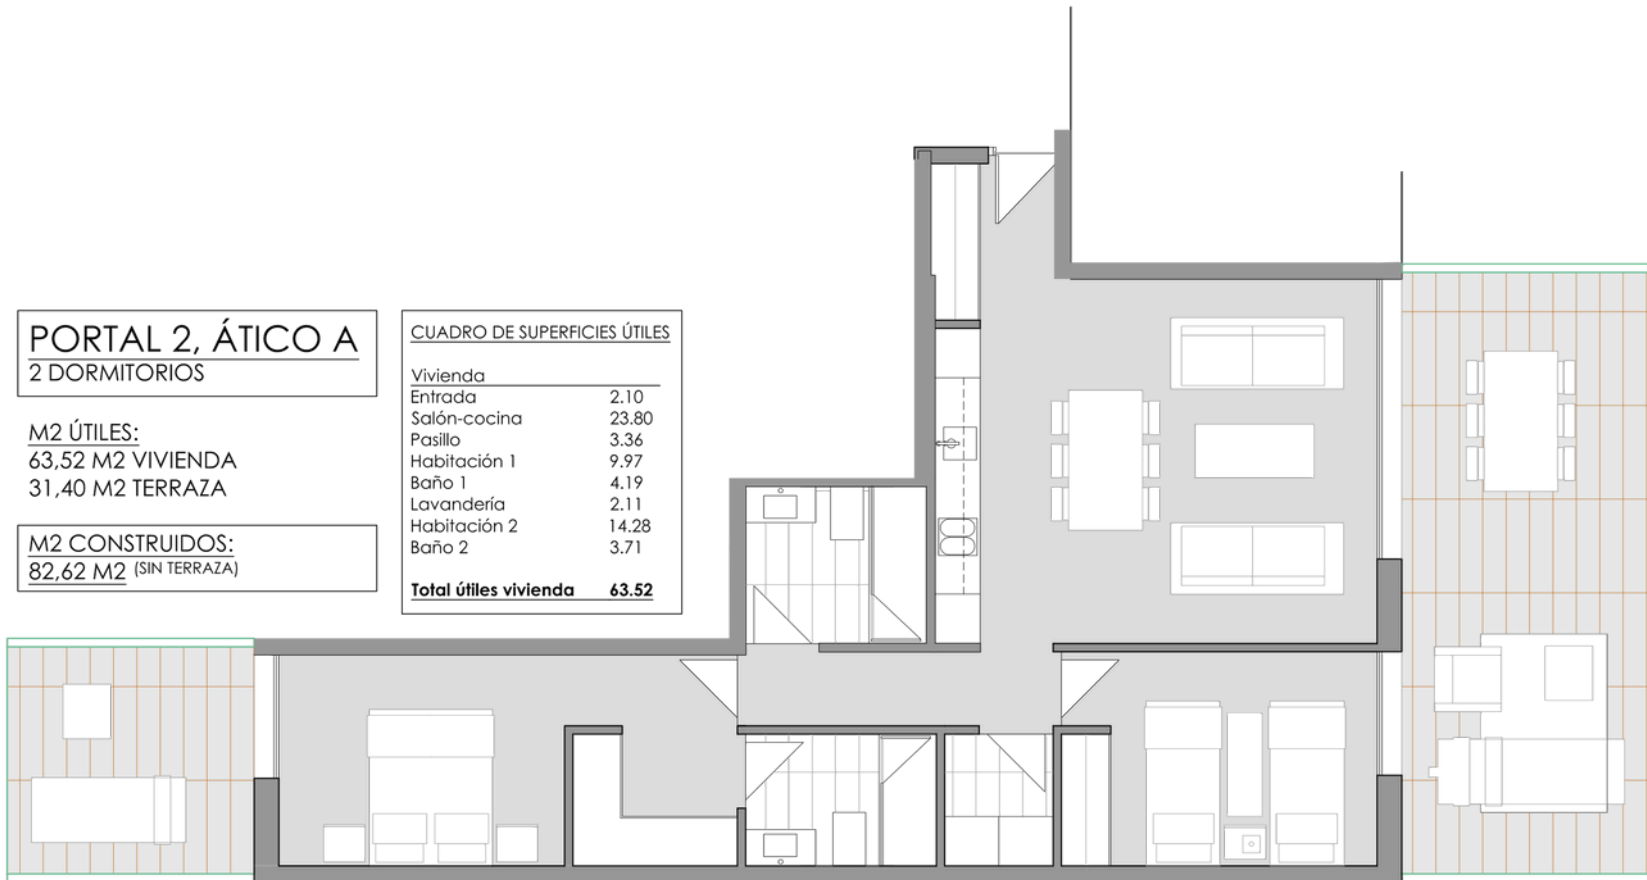 PORTAL 2, ÁTICO A
2 DORMITORIOS
M2 ÚTILES:
63,52 M2 VIVIENDA
31,40 M2 TERRAZA
M2 CONSTRUIDOS:
82,62 M2 (SIN TERRAZA)
CUADRO DE SUPERFICIES ÚTILES
Vivienda
Entrada 2.10
Salón-cocina 23.80
Pasillo 3.36
Habitación 1 9.97
Baño 1 4.19
Lavandería 2.11
Habitación 2 14.28
Baño 2 3.71
Total útiles vivienda 63.52